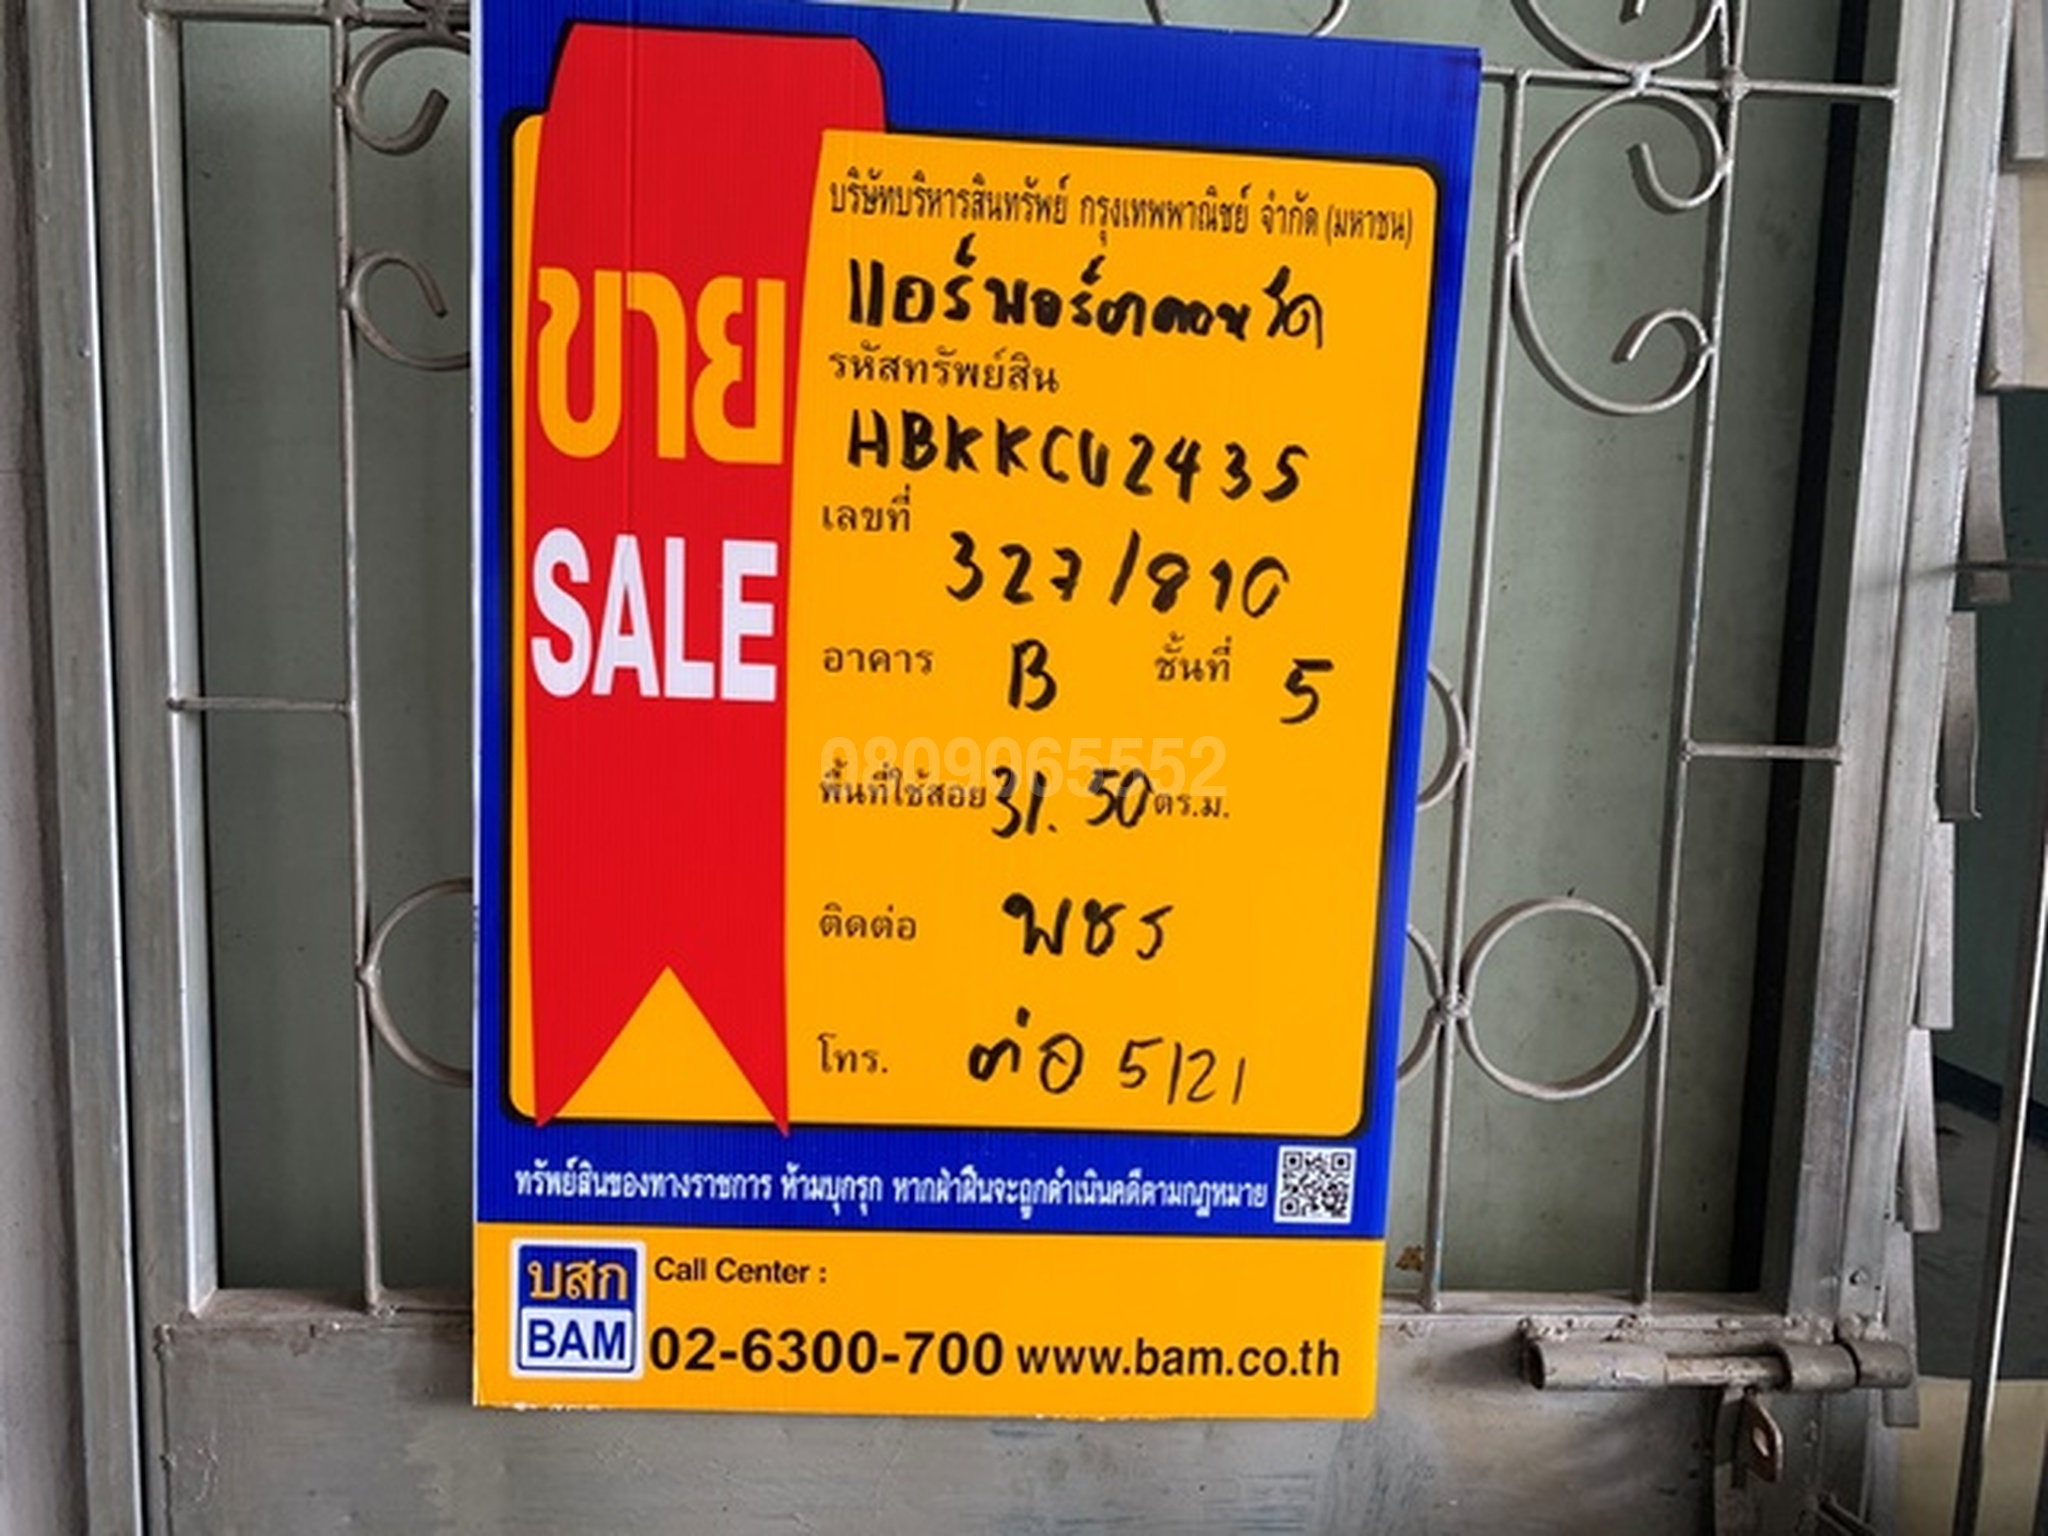 บริษัทบริหารสินทรัพย์ กรุงเทพพาณิชย์ จำกัด (มหาชน)
แอร์พอร์ต
รหัสทรัพย์สิน
HBKKCU2435
เลขที่ 327/810
ขาย
SALE
อาคาร B ชั้นที่ 5
0809065552
พื้นที่ใช้สอย 31.50 ตร.ม.
ติดต่อ พชร
โทร. ต่อ 5121
ทรัพย์สินของทางราชการ ห้ามบุกรุก หากฝ่าฝืนจะถูกดำเนินคดีตามกฎหมาย
บสก
BAM
Call Center :
02-6300-700 www.bam.co.th